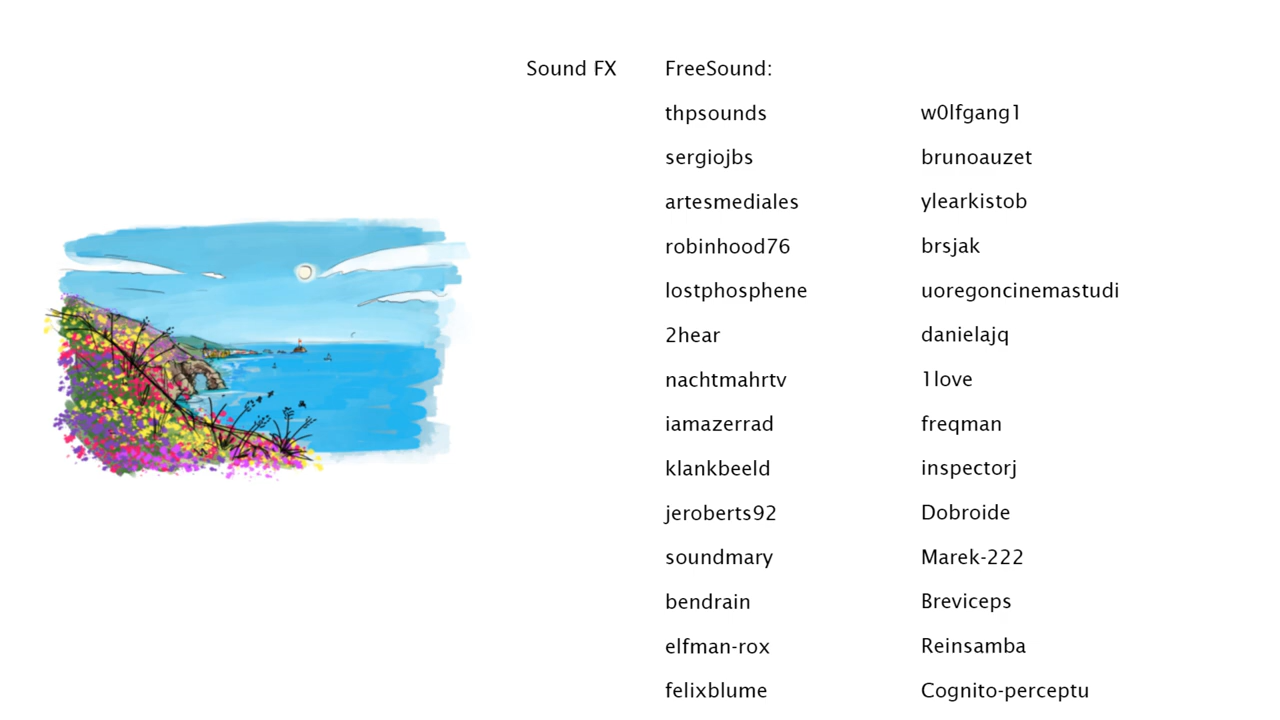 Sound FX FreeSound:
thpsounds w0lfgang1
sergiojbs brunoauzet
artesmediales ylearkistob
robinhood76 brsjak
lostphosphene uoregoncinemastudi
2hear danielajq
nachtmahrtv 1love
iamazerrad freqman
klankbeeld inspectorj
jeroberts92 Dobroide
soundmary Marek-222
bendrain Breviceps
elfman-rox Reinsamba
felixblume Cognito-perceptu